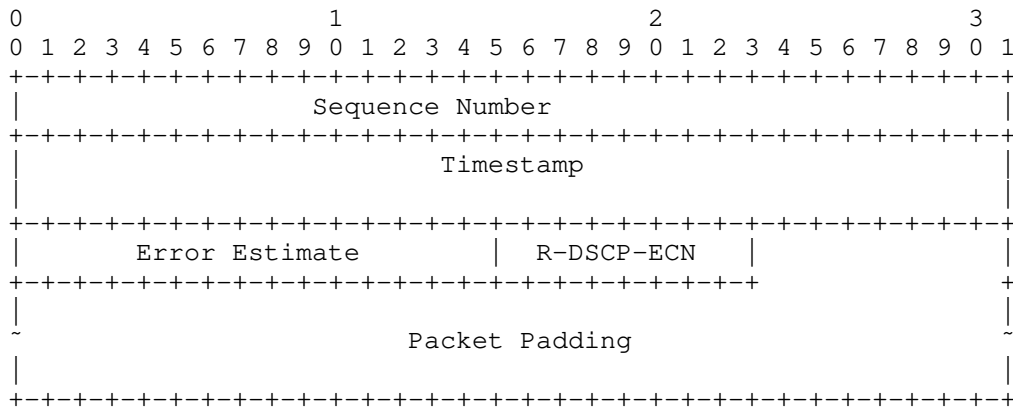 0                   1                   2                   3
0 1 2 3 4 5 6 7 8 9 0 1 2 3 4 5 6 7 8 9 0 1 2 3 4 5 6 7 8 9 0 1
+-+-+-+-+-+-+-+-+-+-+-+-+-+-+-+-+-+-+-+-+-+-+-+-+-+-+-+-+-+-+-+
|                  Sequence Number                            |
+-+-+-+-+-+-+-+-+-+-+-+-+-+-+-+-+-+-+-+-+-+-+-+-+-+-+-+-+-+-+-+
|                          Timestamp                          |
|                                                             |
+-+-+-+-+-+-+-+-+-+-+-+-+-+-+-+-+-+-+-+-+-+-+-+-+-+-+-+-+-+-+-+
|       Error Estimate        |  R-DSCP-ECN   |               |
+-+-+-+-+-+-+-+-+-+-+-+-+-+-+-+-+-+-+-+-+-+-+-+               +
|                                                             |
~                        Packet Padding                       ~
|                                                             |
+-+-+-+-+-+-+-+-+-+-+-+-+-+-+-+-+-+-+-+-+-+-+-+-+-+-+-+-+-+-+-+